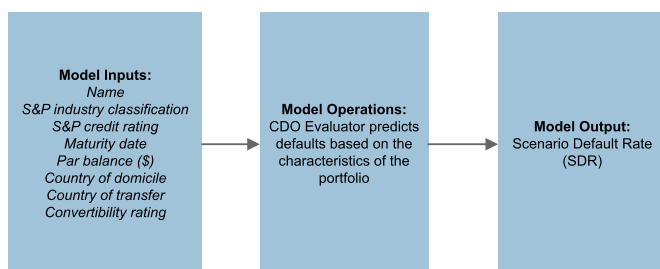 Model Inputs:
Name
S&P industry classification
S&P credit rating
Maturity date
Par balance ($)
Country of domicile
Country of transfer
Convertibility rating
Model Operations:
CDO Evaluator predicts
defaults based on the
characteristics of the
portfolio
Model Output:
Scenario Default Rate
(SDR)